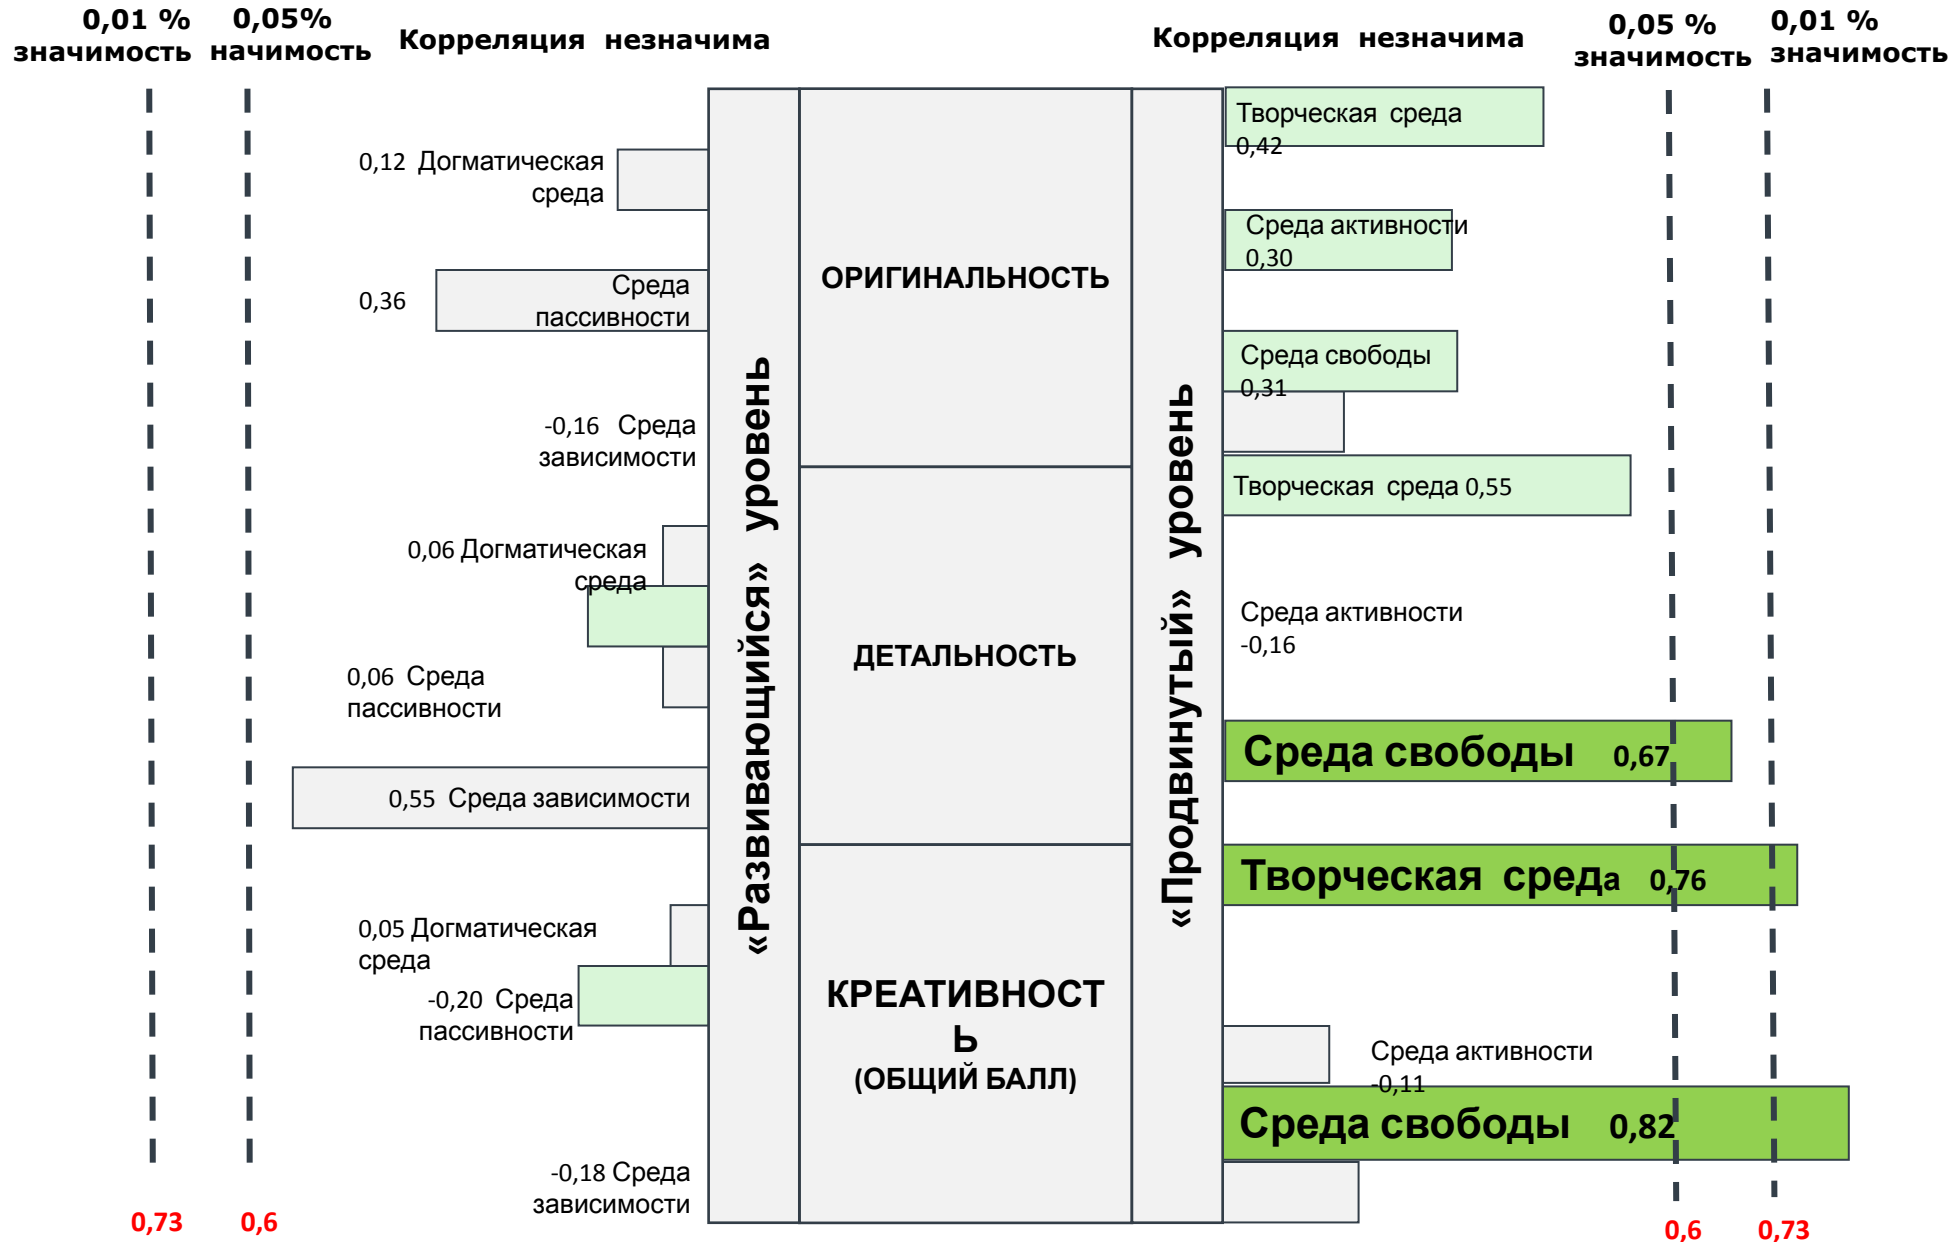 0,01 %
значимость
0,05%
начимость
Корреляция незначима
Корреляция незначима
0,05 %
значимость
0,01 %
значимость
0,12 Догматическая
среда
0,36
Среда
пассивности
-0,16 Среда
зависимости
0,06 Догматическая
среда
0,06 Среда
пассивности
0,55 Среда зависимости
0,05 Догматическая
среда
-0,20 Среда
пассивности
-0,18 Среда
зависимости
«Развивающийся» уровень
ОРИГИНАЛЬНОСТЬ
ДЕТАЛЬНОСТЬ
КРЕАТИВНОСТ
Ь
(ОБЩИЙ БАЛЛ)
«Продвинутый» уровень
Творческая среда
0,42
Среда активности
0,30
Среда свободы
0,31
Творческая среда 0,55
Среда активности
-0,16
Среда свободы 0,67
Творческая среда 0,76
Среда активности
-0,11
Среда свободы 0,82
0,73
0,6
0,6
0,73